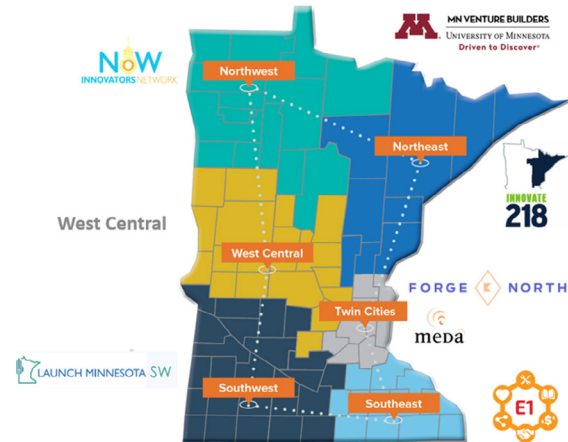 MN VENTURE BUILDERS
M
UNIVERSITY OF MINNESOTA
Driven to Discover®
NoW
INNOVATORS NETWORK
Northwest
Northeast
INNOVATE
218
West Central
West Central
FORGE E NORTH
Twin Cities
meda
LAUNCH MINNESOTA SW
Southwest
Southeast
E1
$